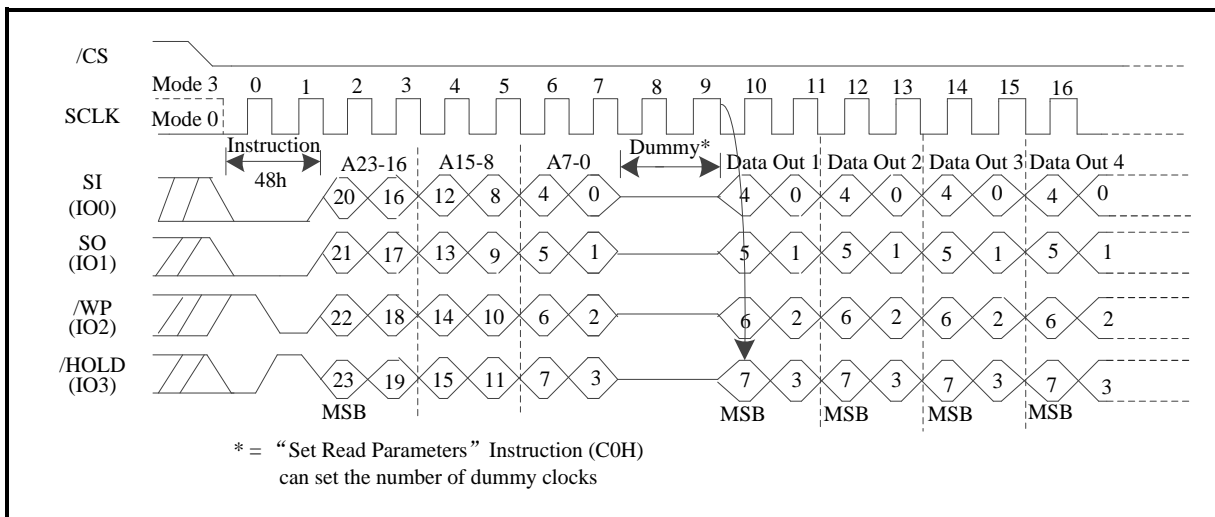 /CS
Mode 3 0 1 2 3 4 5 6 7 8 9 10 11 12 13 14 15 16
SCLK Mode 0
Instruction Dummy*
A23-16 A15-8 A7-0 Data Out 1 Data Out 2 Data Out 3 Data Out 4
48h
SI
(IO0) 20 16 12 8 4 0 4 0 4 0 4 0 4 0
SO
(IO1) 21 17 13 9 5 1 5 1 5 1 5 1 5 1
/WP
(IO2) 22 18 14 10 6 2 6 2 6 2 6 2 6 2
/HOLD
(IO3) 23 19 15 11 7 3 7 3 7 3 7 3 7 3
MSB MSB MSB MSB MSB
* = “Set Read Parameters” Instruction (C0H)
can set the number of dummy clocks